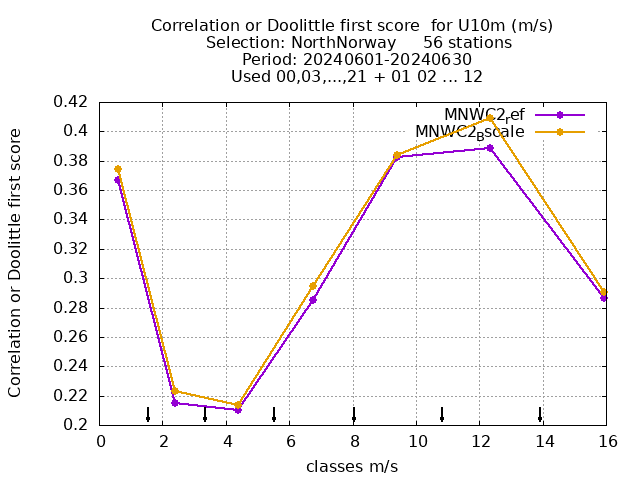 Correlation or Doolittle first score  for U10m (m/s)
Selection: NorthNorway     56 stations
Period: 20240601-20240630
Used 00,03,...,21 + 01 02 ... 12
Correlation or Doolittle first score
0.42
0.4
0.38
0.36
0.34
0.32
0.3
0.28
0.26
0.24
0.22
0.2
MNWC2ref
MNWC2Bscale
0 2 4 6 8 10 12 14 16
classes m/s